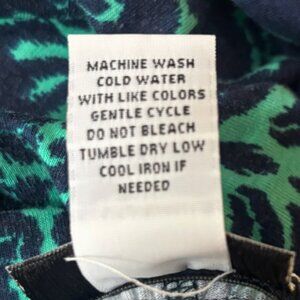 MACHINE WASH
COLD WATER
WITH LIKE COLORS
GENTLE CYCLE
DO NOT BLEACH
TUMBLE DRY LOW
COOL IRON IF
NEEDED